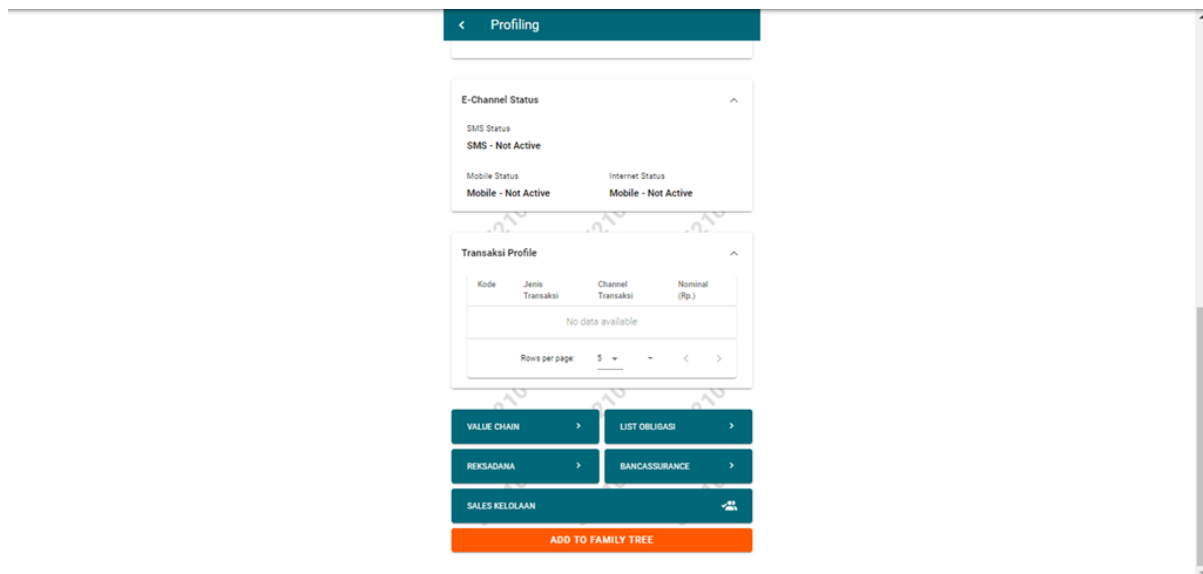 Profiling
E-Channel Status
SMS Status
SMS - Not Active
Mobile Status Internet Status
Mobile - Not Active Mobile - Not Active
Transaksi Profile
Kode Jenis Channel Nominal
Transaksi Transaksi (Rp.)
No data available
Rows per page: 5 –
VALUE CHAIN LIST OBLIGASI
REKSADANA BANCASSURANCE
SALES KELOLAAN
ADD TO FAMILY TREE